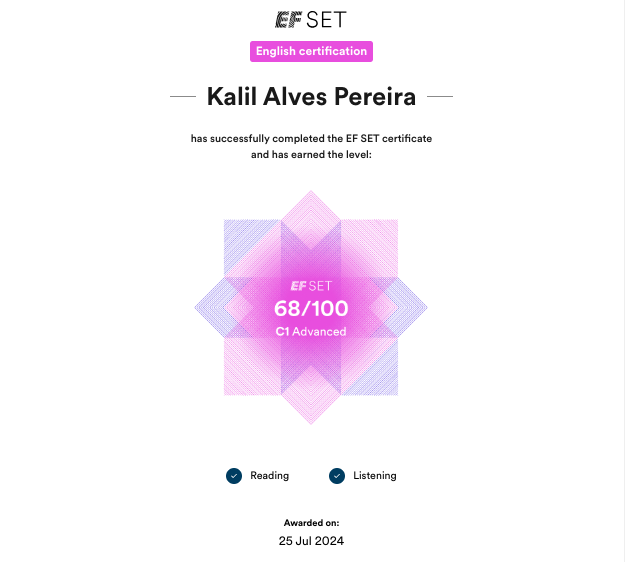 EF SET
English certification
Kalil Alves Pereira
has successfully completed the EF SET certificate
and has earned the level:
EF SET
68/100
C1 Advanced
Reading
Listening
Awarded on:
25 Jul 2024